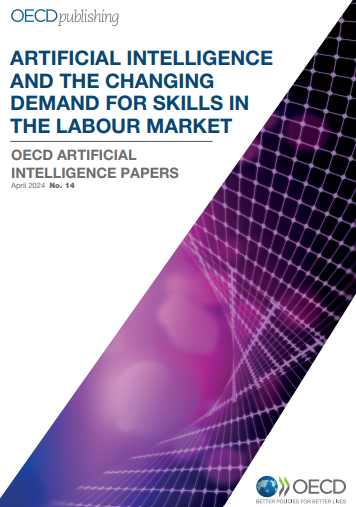 OECDpublishing
ARTIFICIAL INTELLIGENCE
AND THE CHANGING
DEMAND FOR SKILLS IN
THE LABOUR MARKET
OECD ARTIFICIAL
INTELLIGENCE PAPERS
April 2024 No. 14
OECD
BETTER POLICIES FOR BETTER LIVES